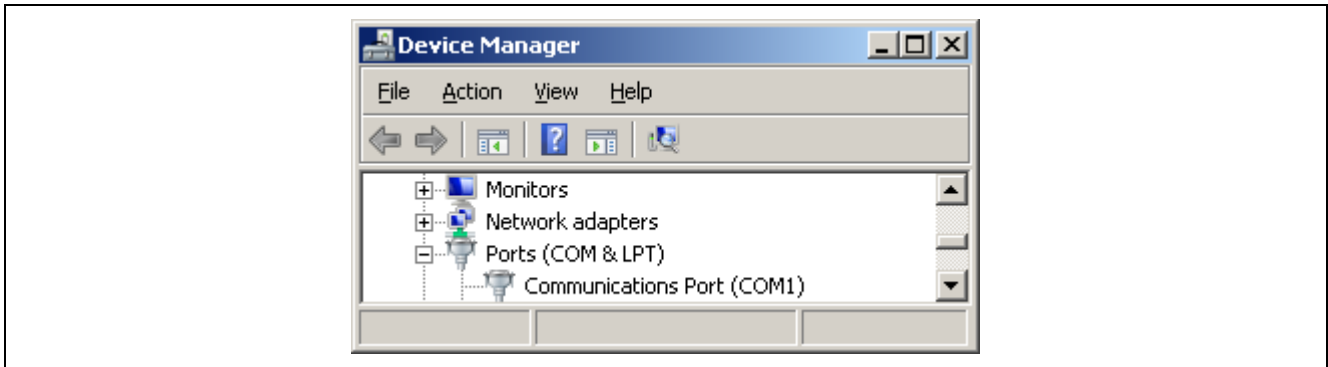 Device Manager
File Action View Help
Monitors
Network adapters
Ports (COM & LPT)
Communications Port (COM1)